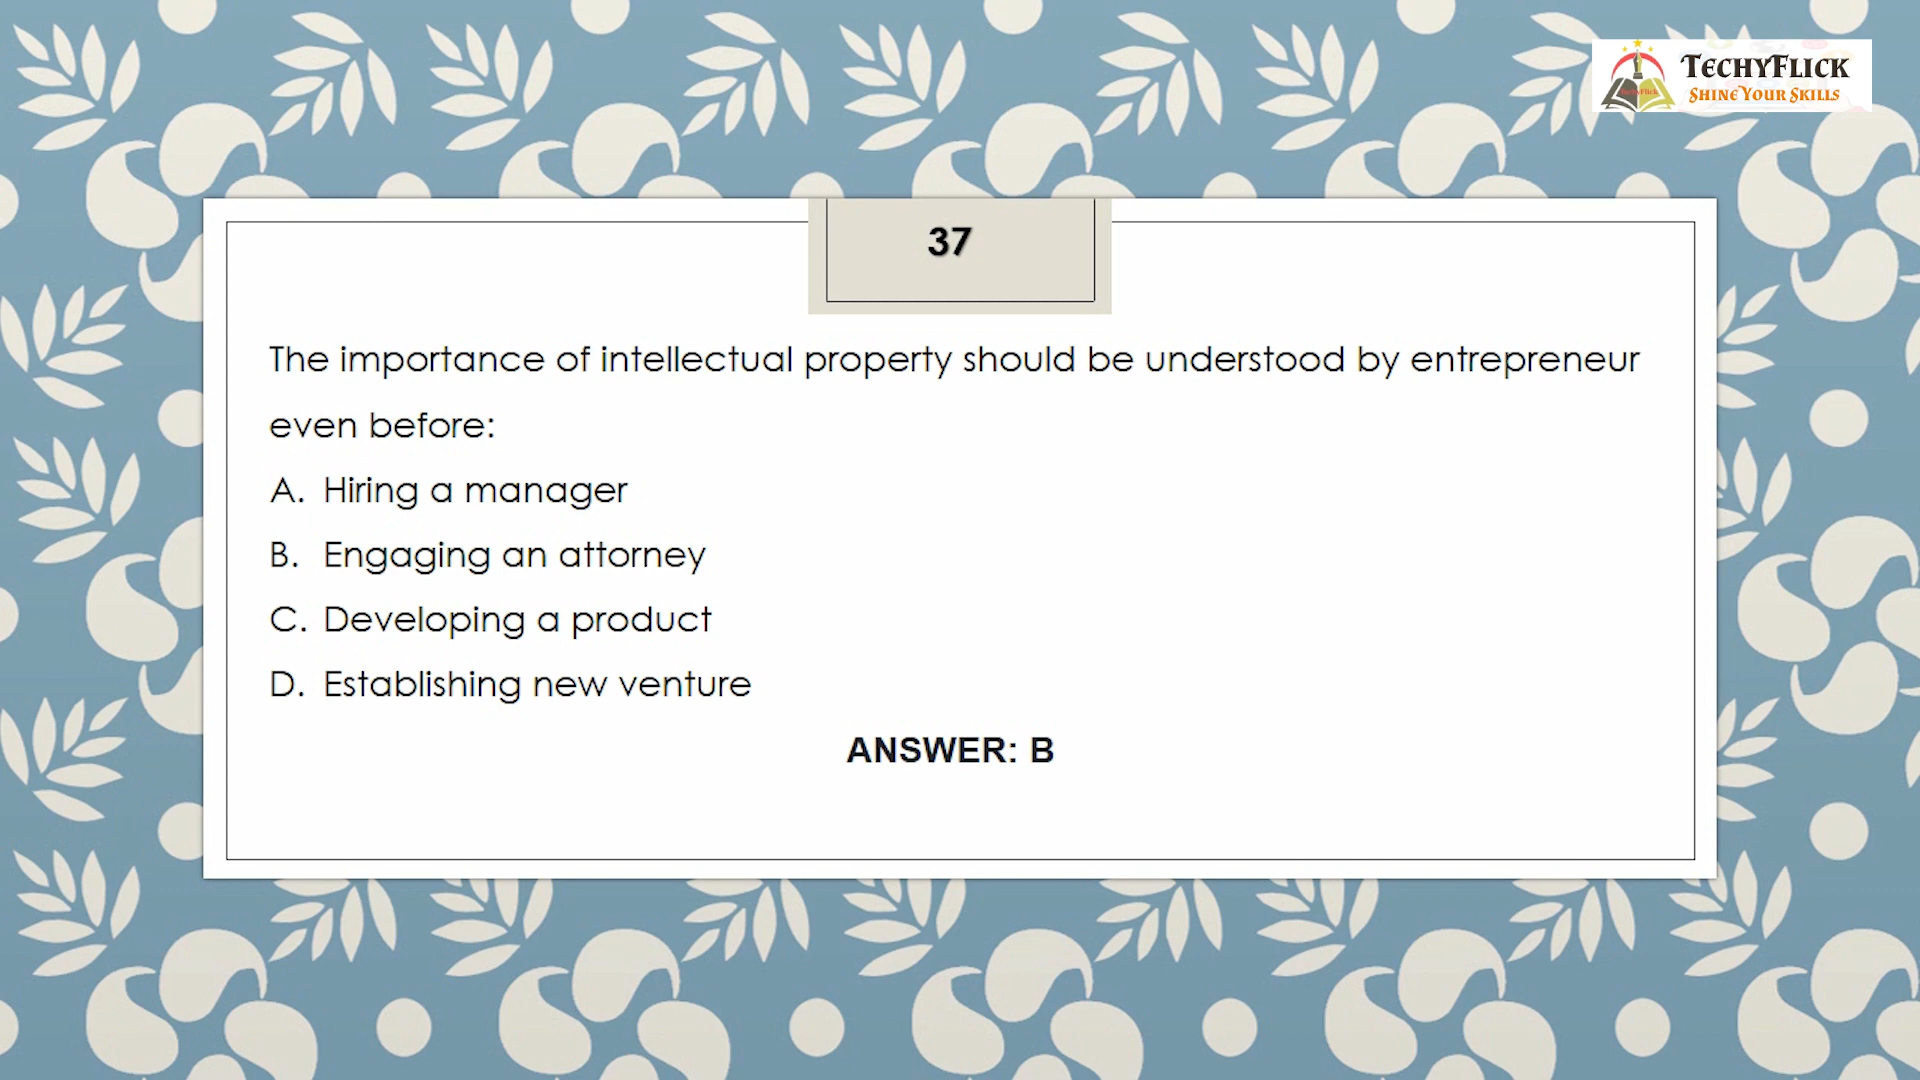 TECHYFLICK
SHINE YOUR SKILLS
37
The importance of intellectual property should be understood by entrepreneur
even before:
A. Hiring a manager
B. Engaging an attorney
C. Developing a product
D. Establishing new venture
ANSWER: B